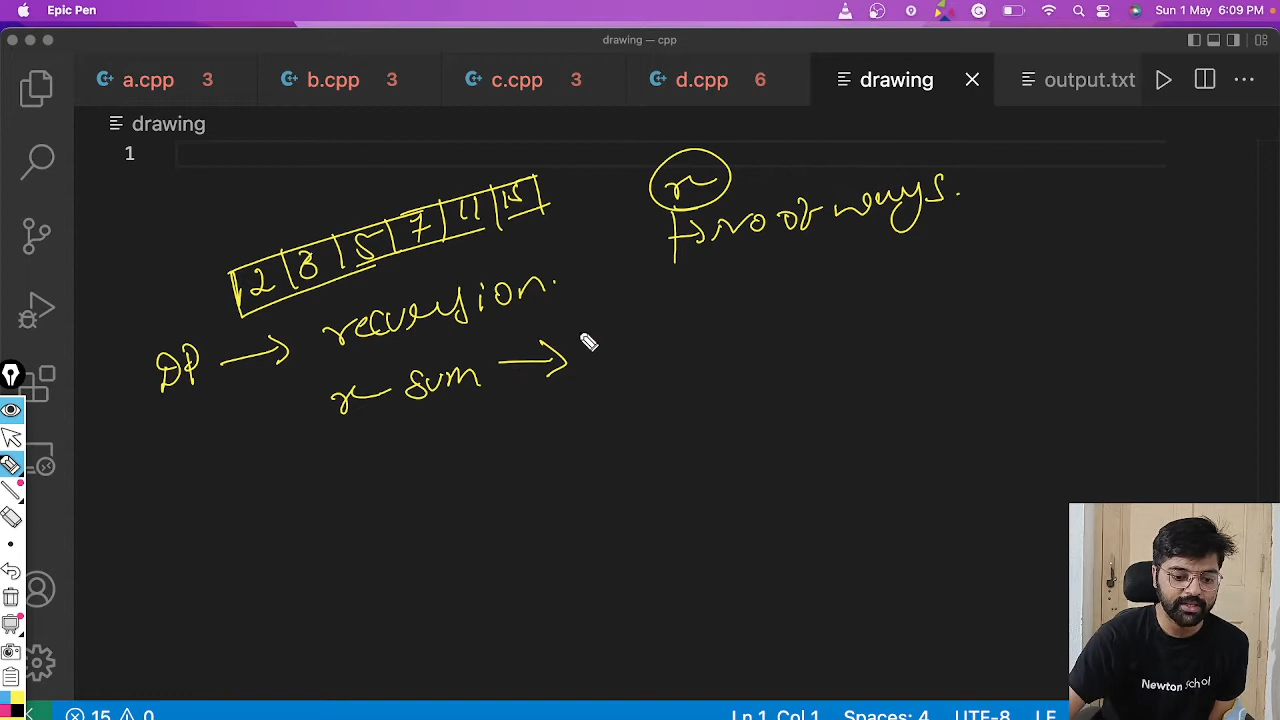 Epic Pen
Sun 1 May 6:09 PM
drawing — cpp
a.cpp 3
b.cpp 3
c.cpp 3
d.cpp 6
drawing
output.txt
drawing
1
x
No of ways.
2 3 5 7 11 15
DP → recursion.
x sum →
Newton school
15 0
Ln 1, Col 1
Spaces: 4
UTF-8
LF